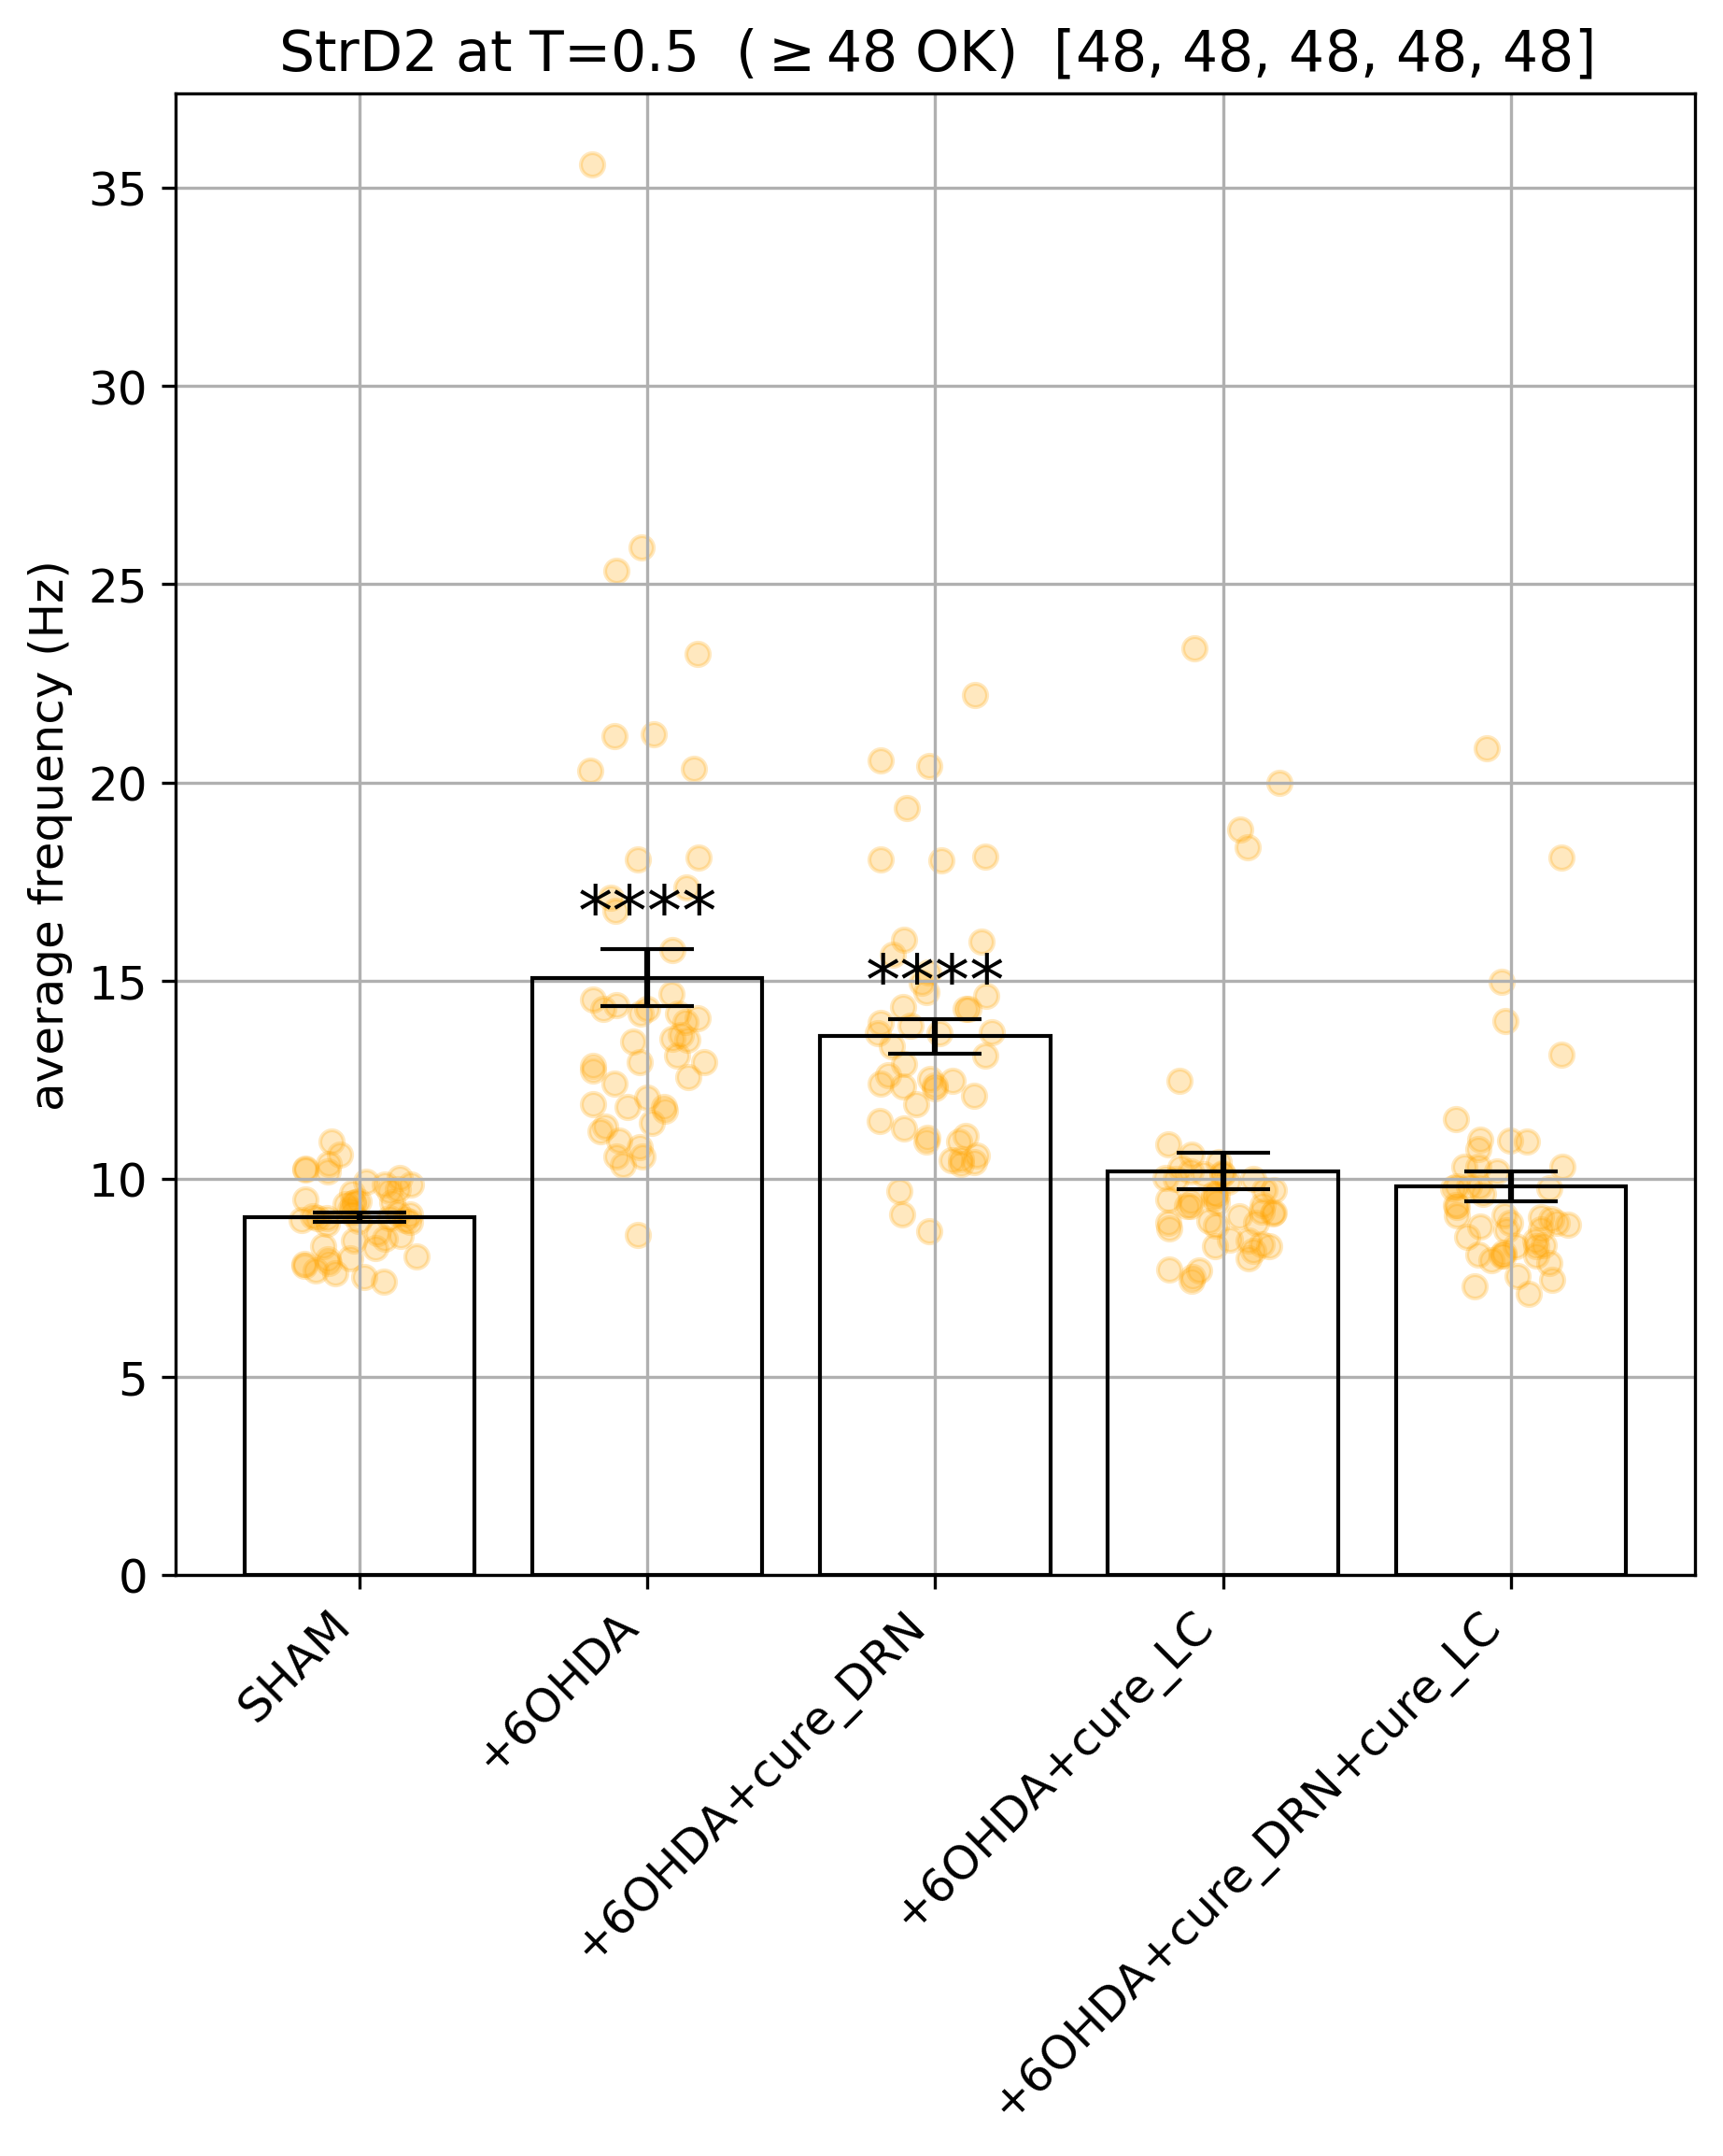 StrD2 at T=0.5 (≥48 OK) [48, 48, 48, 48, 48]
average frequency (Hz)
35
30
25
20
15
10
5
0
****
****
SHAM
+6OHDA
+6OHDA+cure_DRN
+6OHDA+cure_LC
+6OHDA+cure_DRN+cure_LC